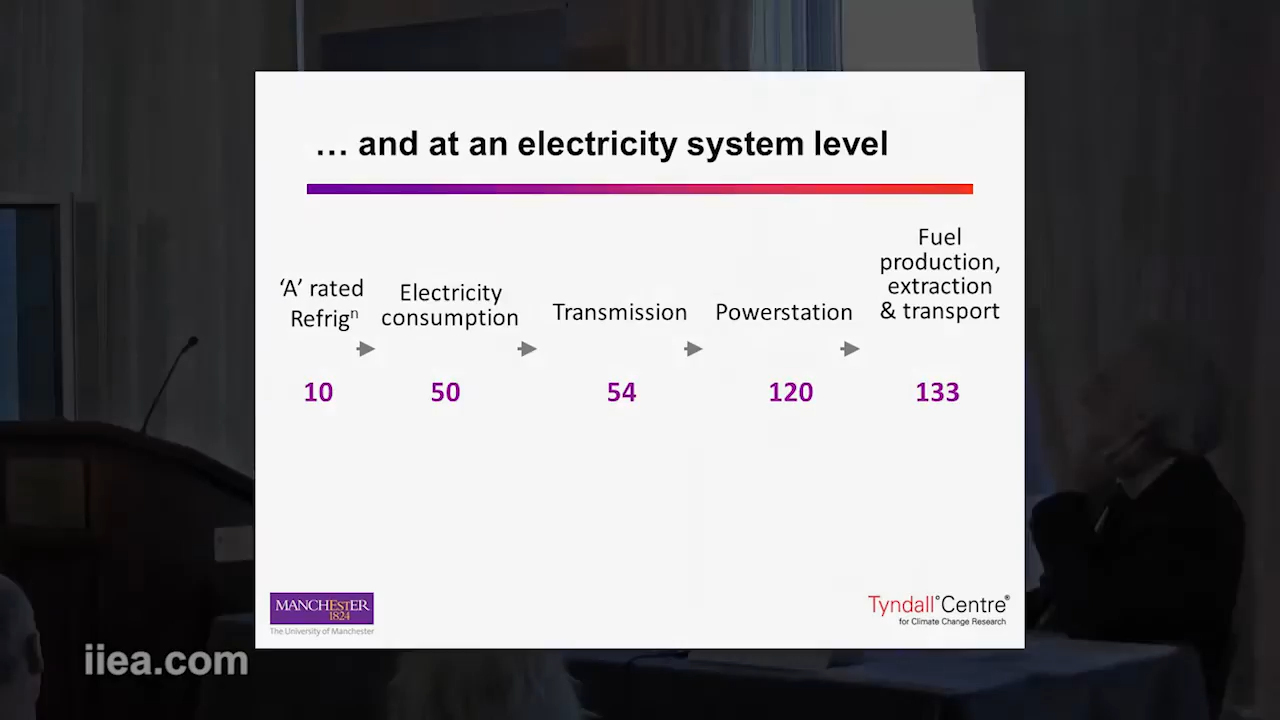 … and at an electricity system level
‘A’ rated
Refrigⁿ
Electricity
consumption
Transmission
Powerstation
Fuel
production,
extraction
& transport
10
50
54
120
133
MANCHESTER
1824
The University of Manchester
Tyndall°Centre®
for Climate Change Research
iiea.com